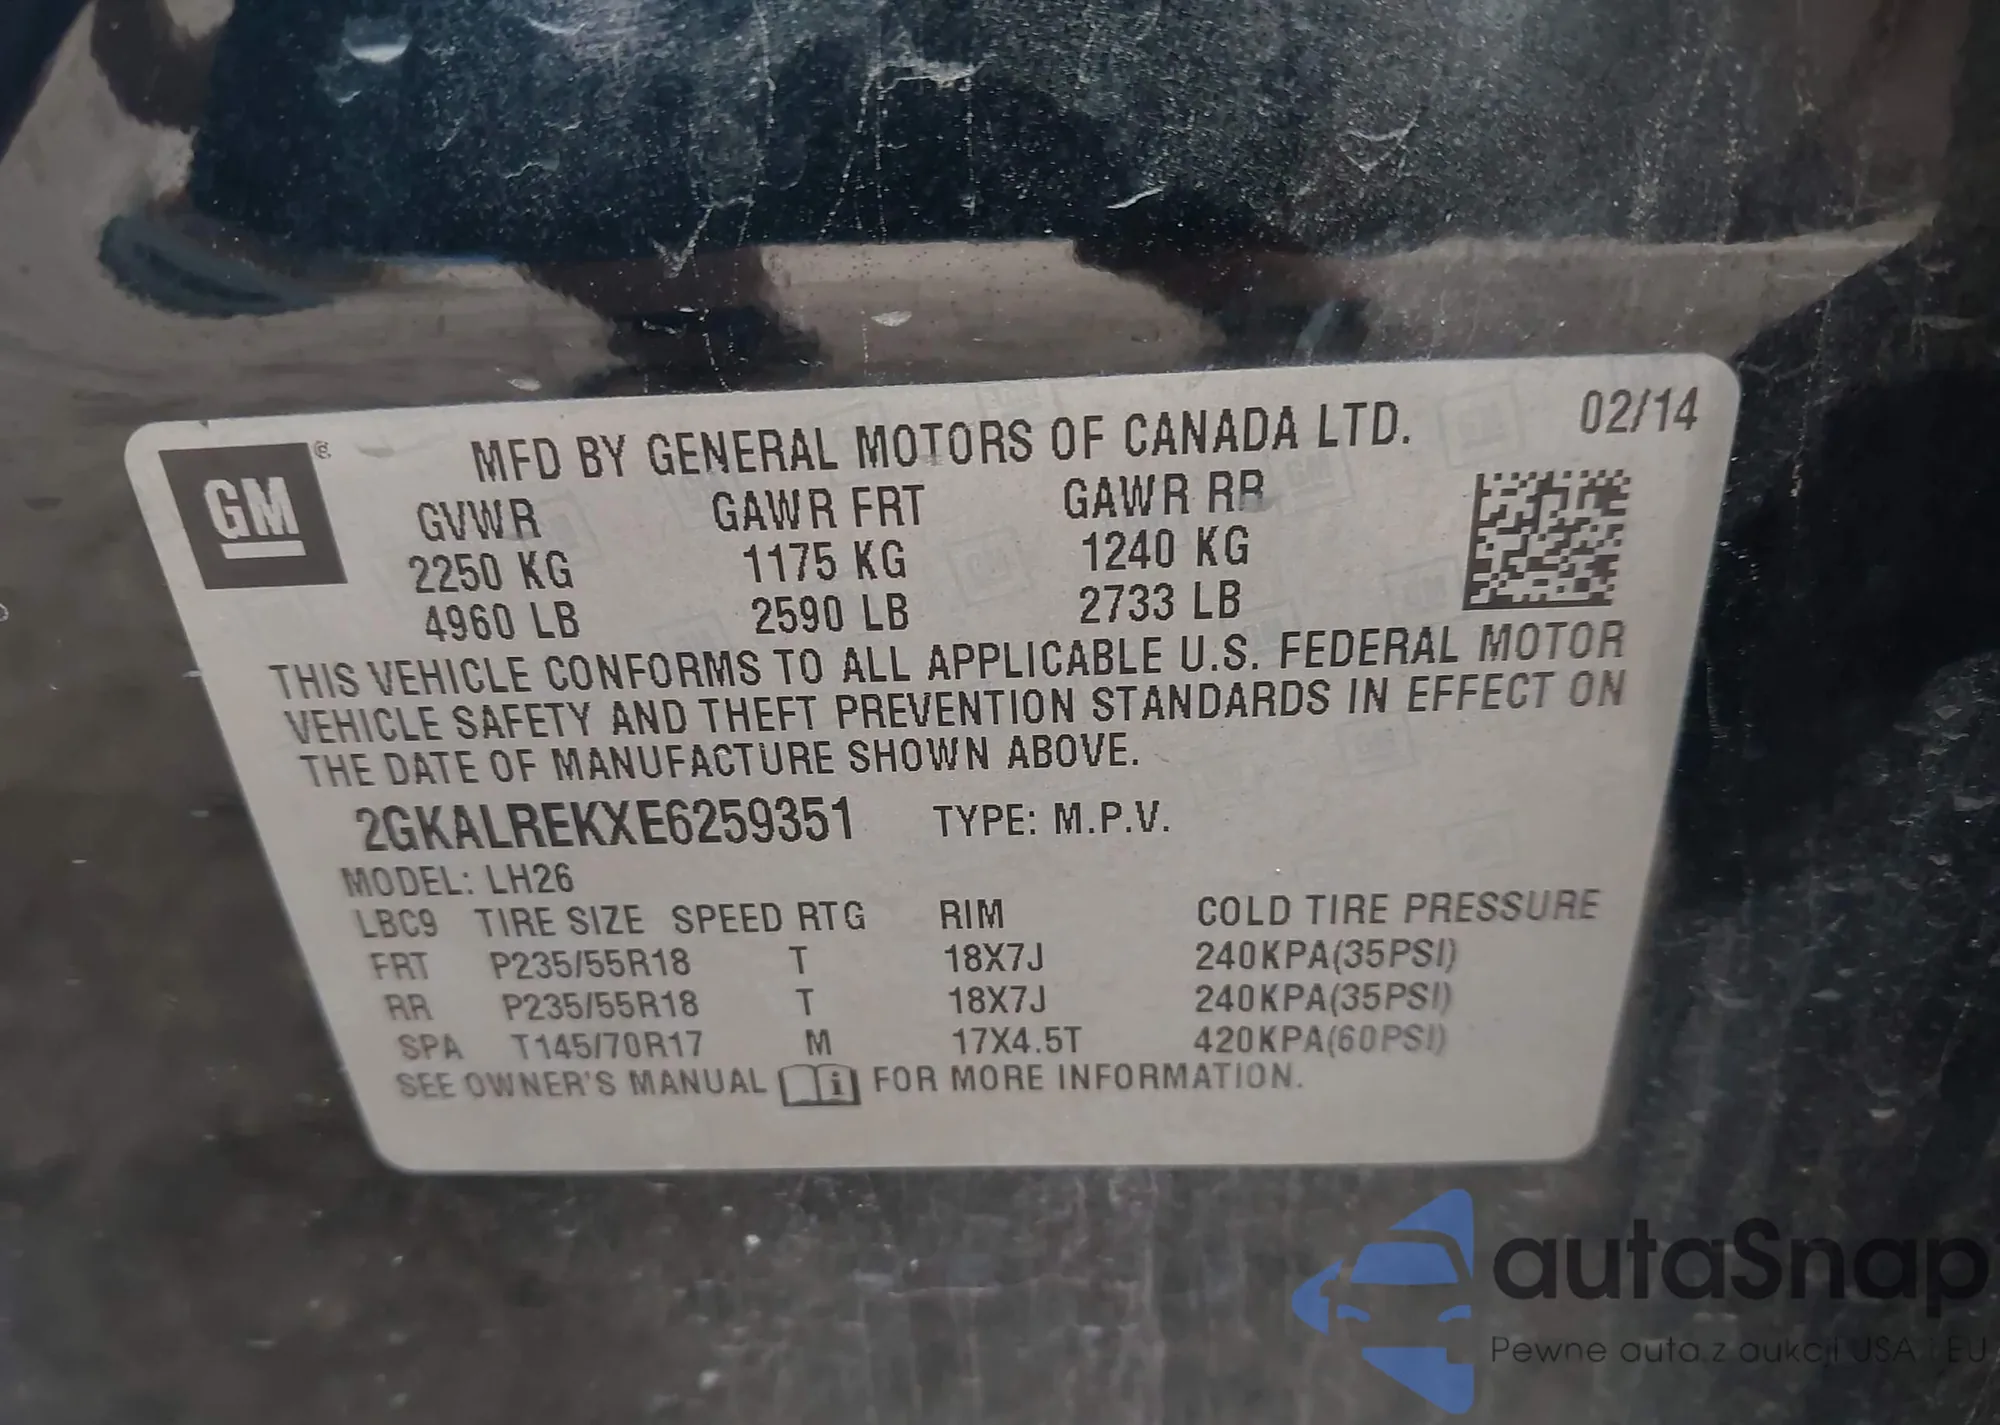 GM®
MFD BY GENERAL MOTORS OF CANADA LTD. 02/14
GVWR GAWR FRT GAWR RR
2250 KG 1175 KG 1240 KG
4960 LB 2590 LB 2733 LB
THIS VEHICLE CONFORMS TO ALL APPLICABLE U.S. FEDERAL MOTOR
VEHICLE SAFETY AND THEFT PREVENTION STANDARDS IN EFFECT ON
THE DATE OF MANUFACTURE SHOWN ABOVE.
2GKALREKXE6259351 TYPE: M.P.V.
MODEL: LH26
LBC9 TIRE SIZE SPEED RTG RIM COLD TIRE PRESSURE
FRT P235/55R18 T 18X7J 240KPA(35PSI)
RR P235/55R18 T 18X7J 240KPA(35PSI)
SPA T145/70R17 M 17X4.5T 420KPA(60PSI)
SEE OWNER'S MANUAL i FOR MORE INFORMATION.
autaSnap
Pewne auta z aukcji USA i EU